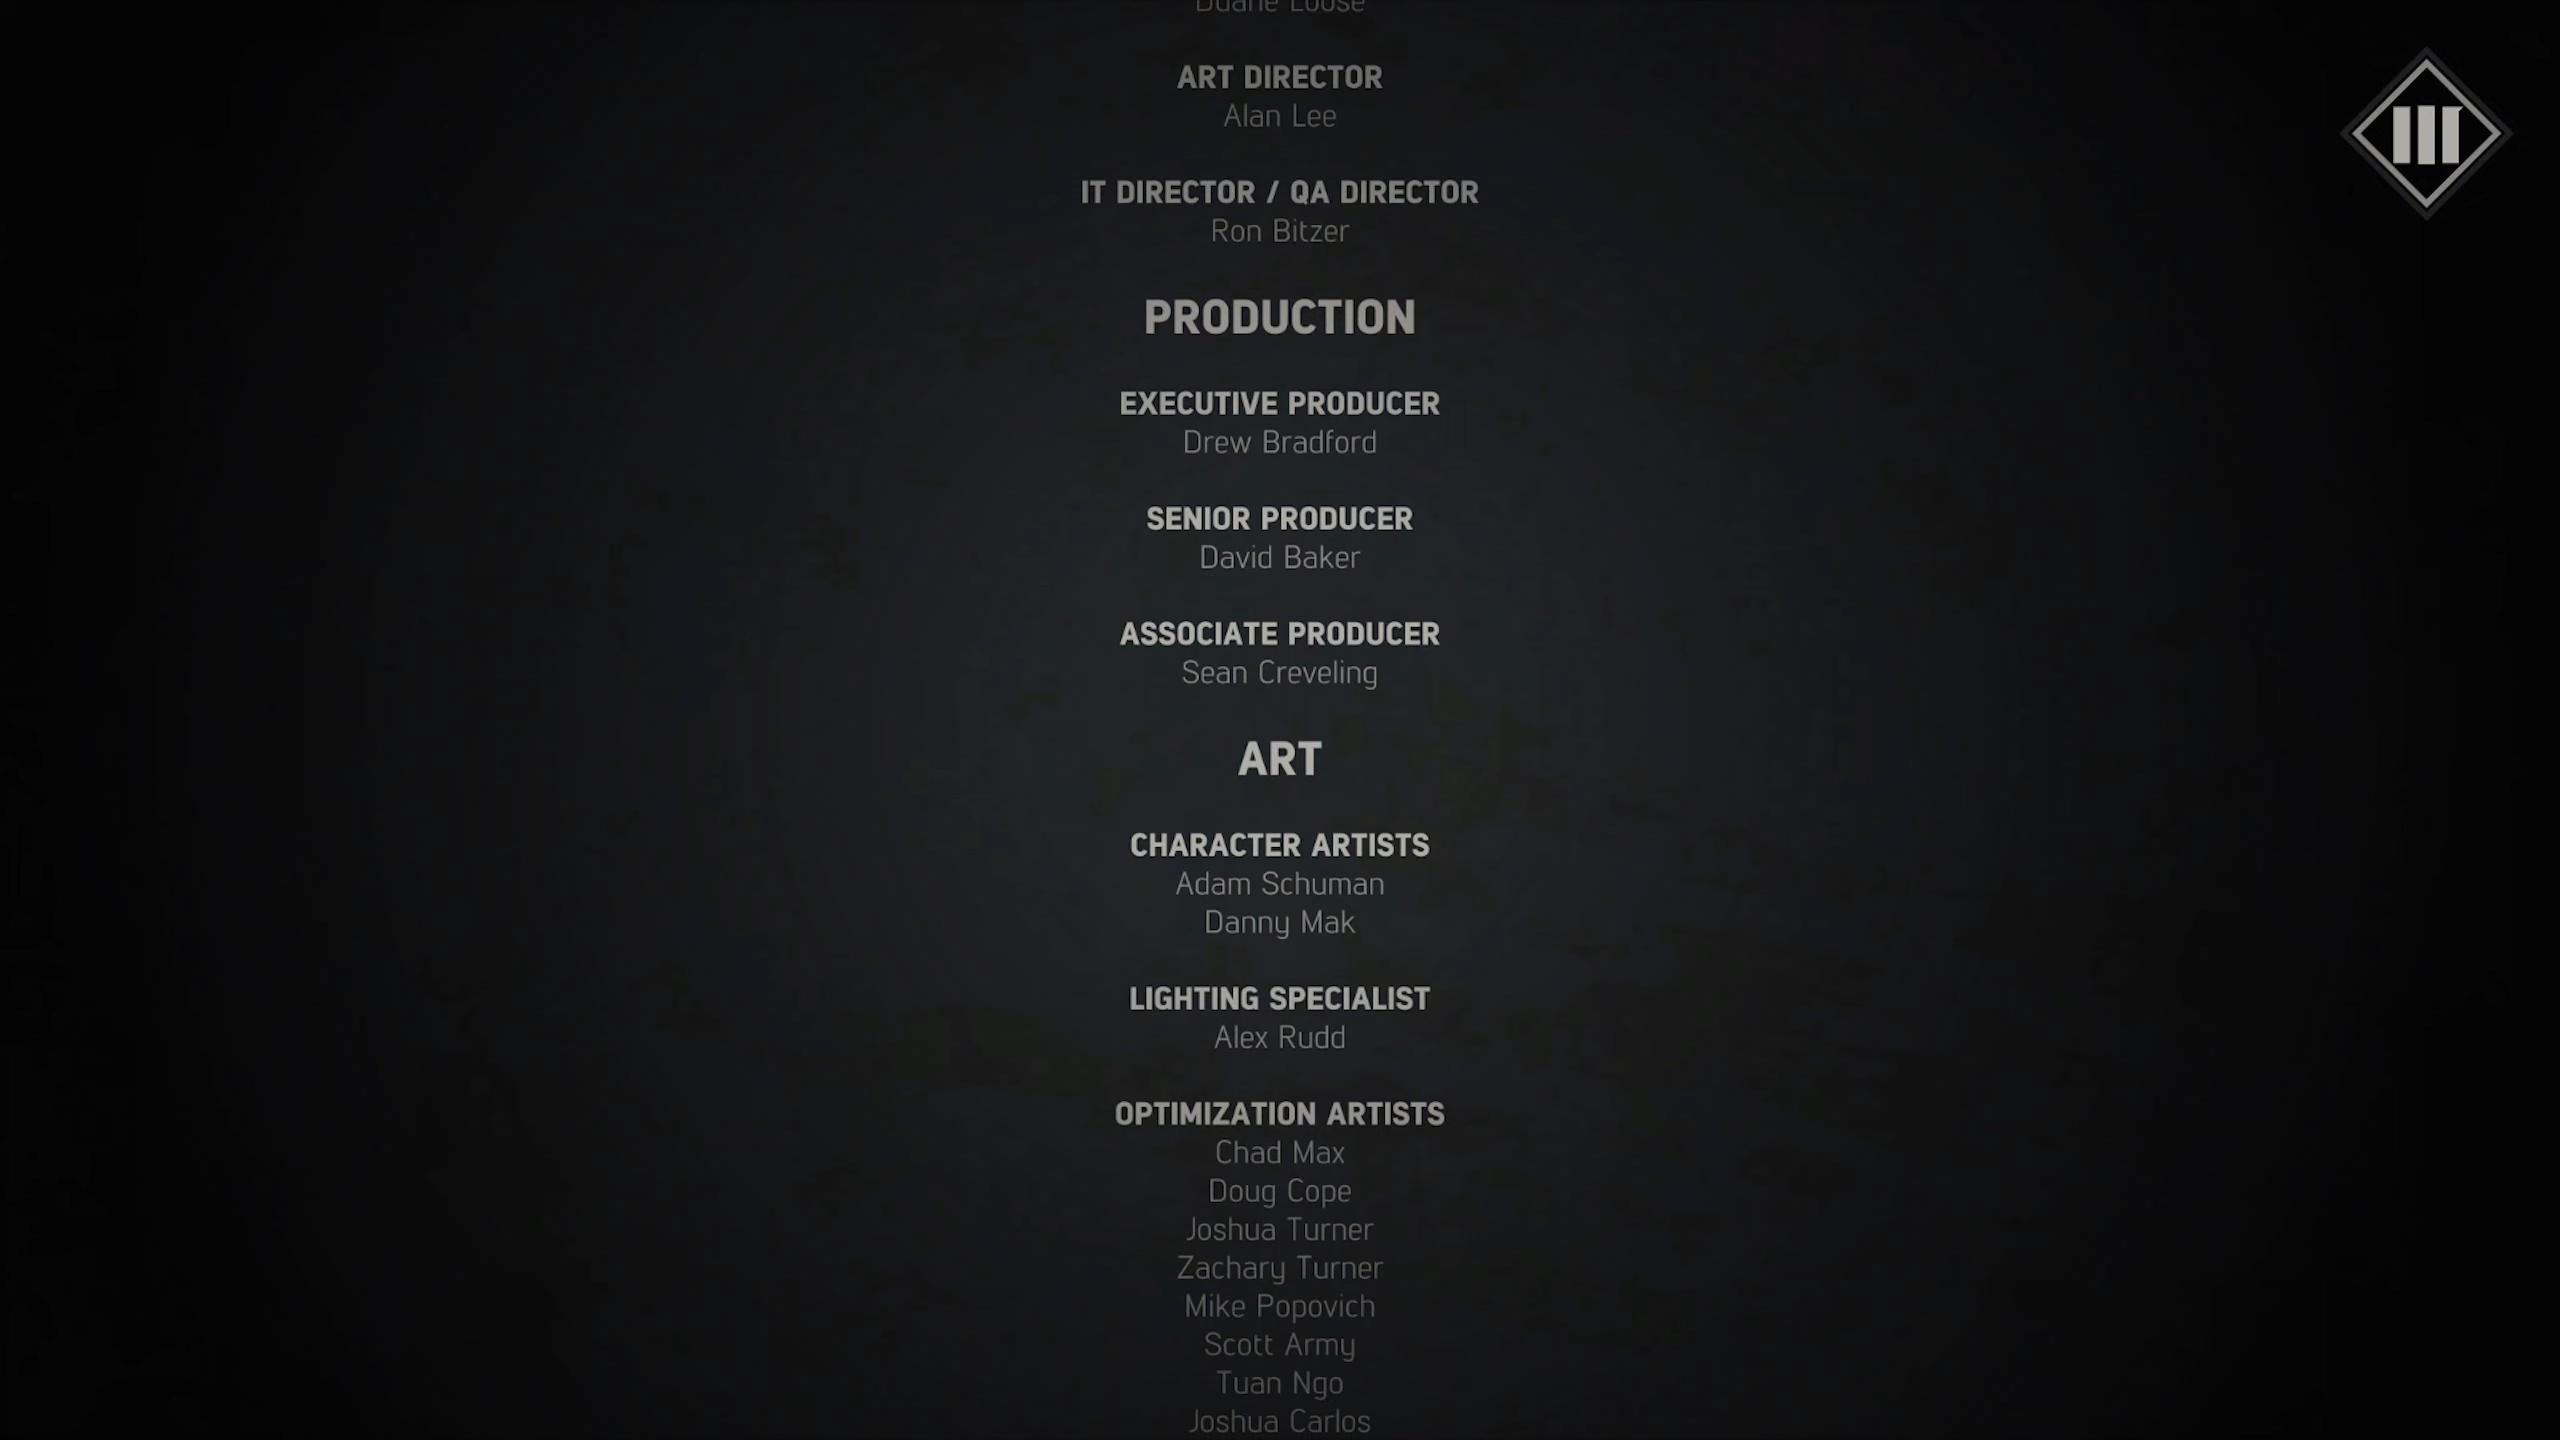 Duane Loose
ART DIRECTOR
Alan Lee
IT DIRECTOR / QA DIRECTOR
Ron Bitzer
PRODUCTION
EXECUTIVE PRODUCER
Drew Bradford
SENIOR PRODUCER
David Baker
ASSOCIATE PRODUCER
Sean Creveling
ART
CHARACTER ARTISTS
Adam Schuman
Danny Mak
LIGHTING SPECIALIST
Alex Rudd
OPTIMIZATION ARTISTS
Chad Max
Doug Cope
Joshua Turner
Zachary Turner
Mike Popovich
Scott Army
Tuan Ngo
Joshua Carlos